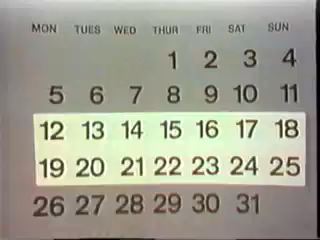 MON TUES WED THUR FRI SAT SUN
1 2 3 4
5 6 7 8 9 10 11
12 13 14 15 16 17 18
19 20 21 22 23 24 25
26 27 28 29 30 31